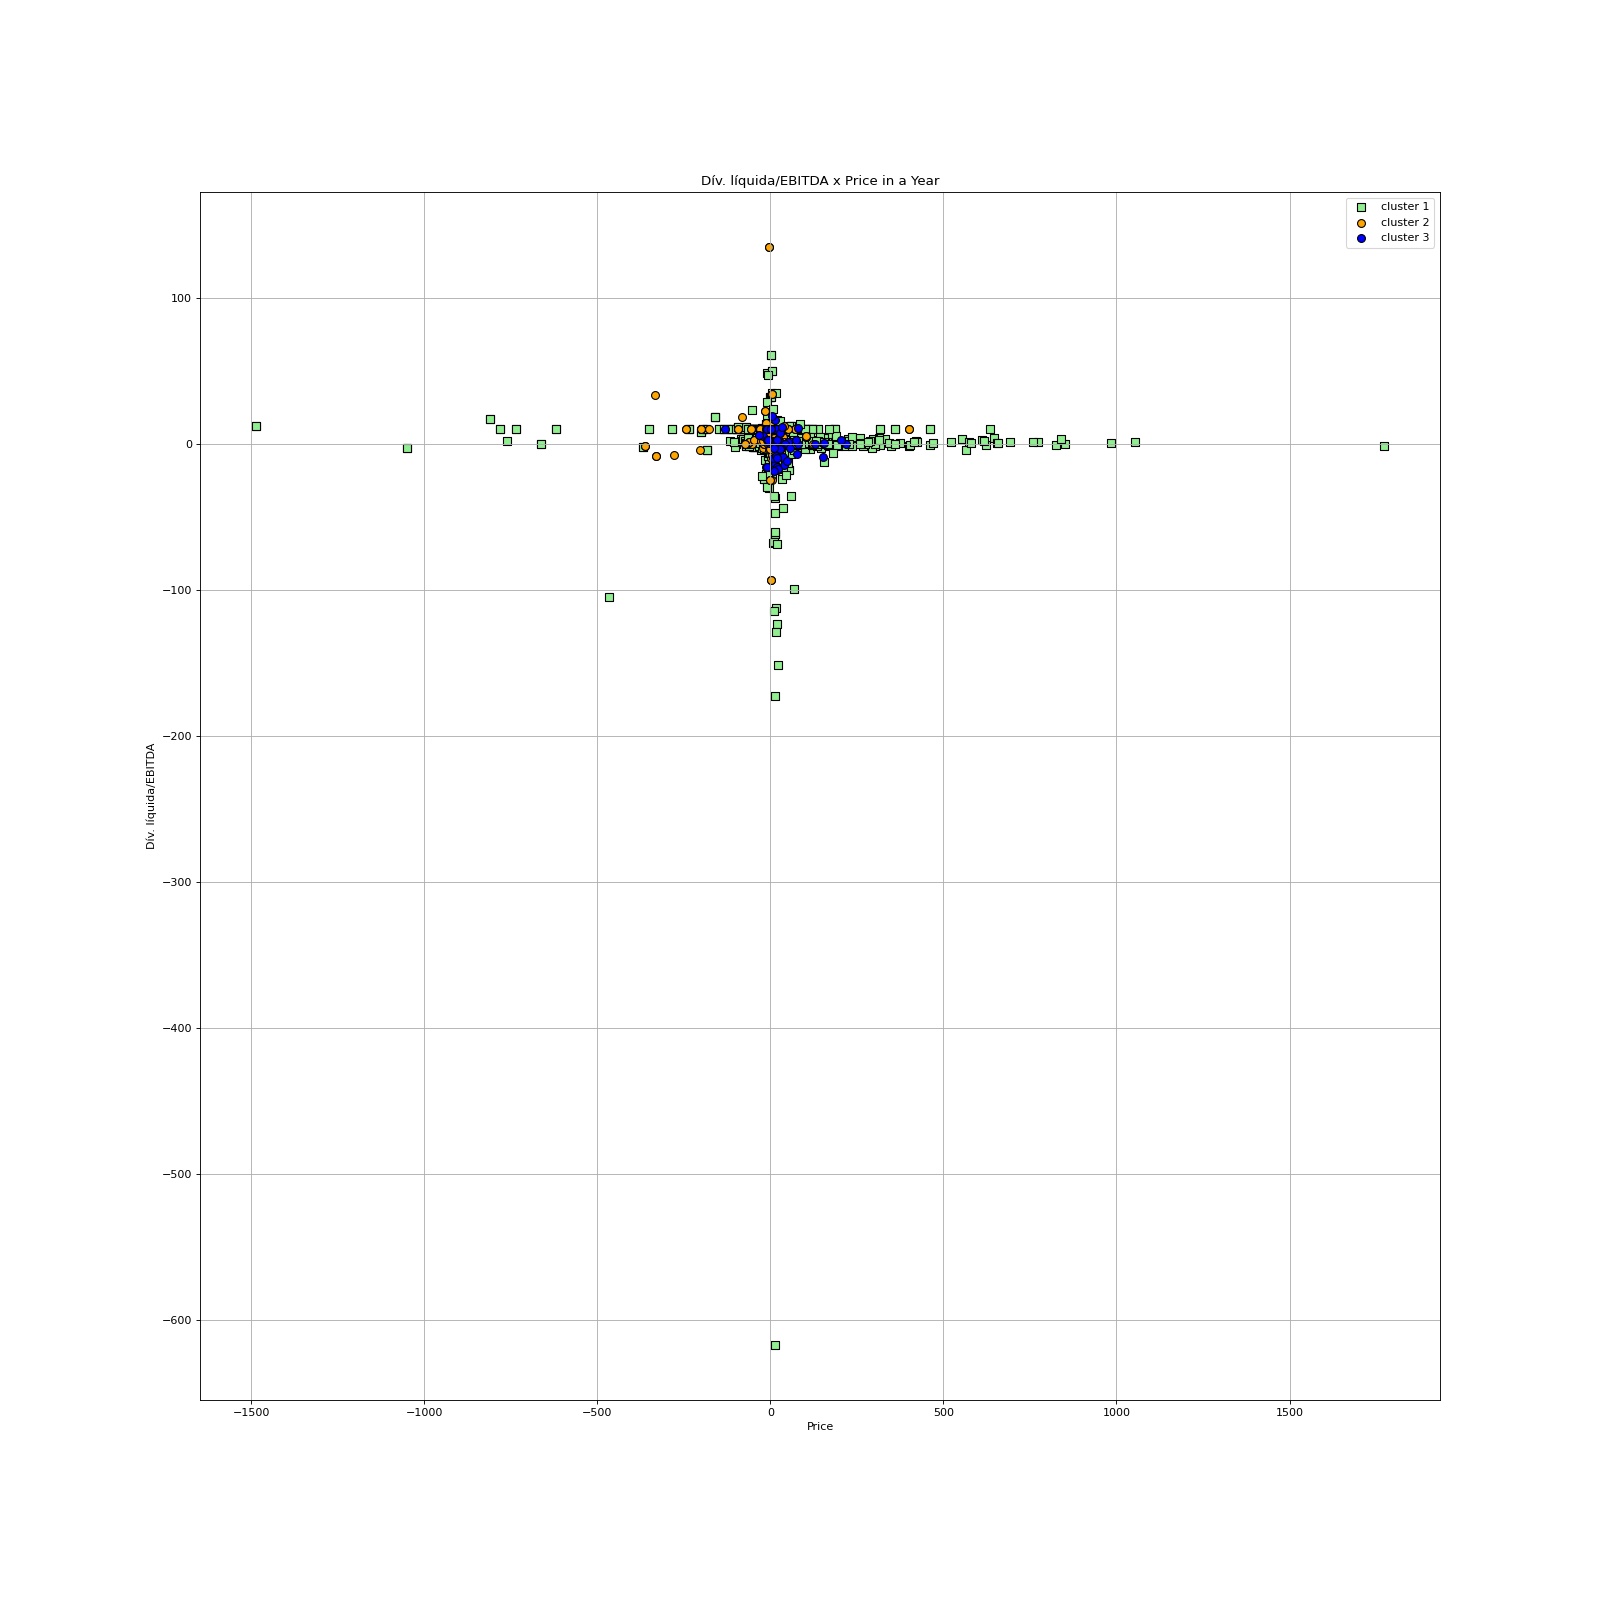 Dív. líquida/EBITDA x Price in a Year
cluster 1
cluster 2
cluster 3
100
0
−100
−200
−300
−400
−500
−600
Dív. líquida/EBITDA
−1500
−1000
−500
0
500
1000
1500
Price